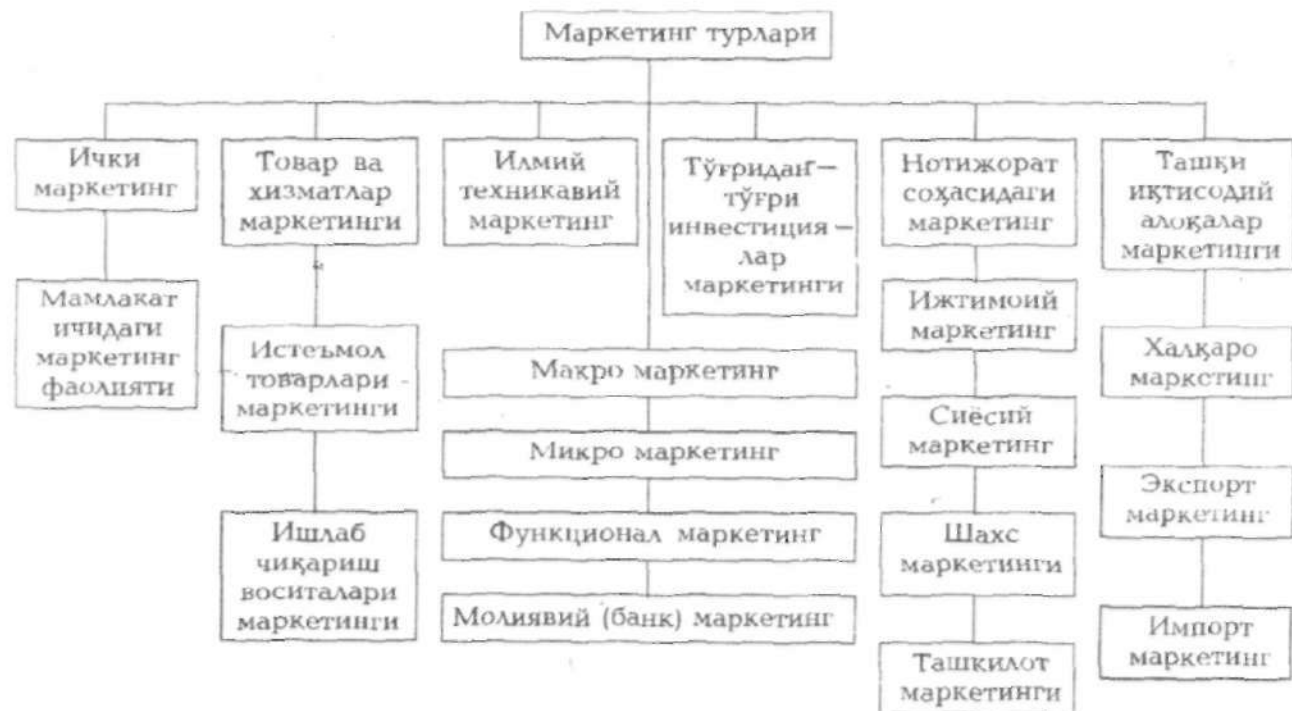 Маркетинг турлари
Ички
маркетинг
Товар ва
хизматлар
маркетинги
Илмий
техникавий
маркетинг
Тўғридан—
тўғри
инвестиция—
лар
маркетинги
Нотижорат
соҳасидаги
маркетинг
Ташқи
иқтисодий
алоқалар
маркетинги
Мамлакат
ичидаги
маркетинг
фаолияти
Истеъмол
товарлари
маркетинги
Ишлаб
чиқариш
воситалари
маркетинги
Макро маркетинг
Микро маркетинг
Функционал маркетинг
Молиявий (банк) маркетинг
Ижтимоий
маркетинг
Сиёсий
маркетинг
Шахс
маркетинги
Ташкилот
маркетинги
Халқаро
маркетинг
Экспорт
маркетинг
Импорт
маркетинг